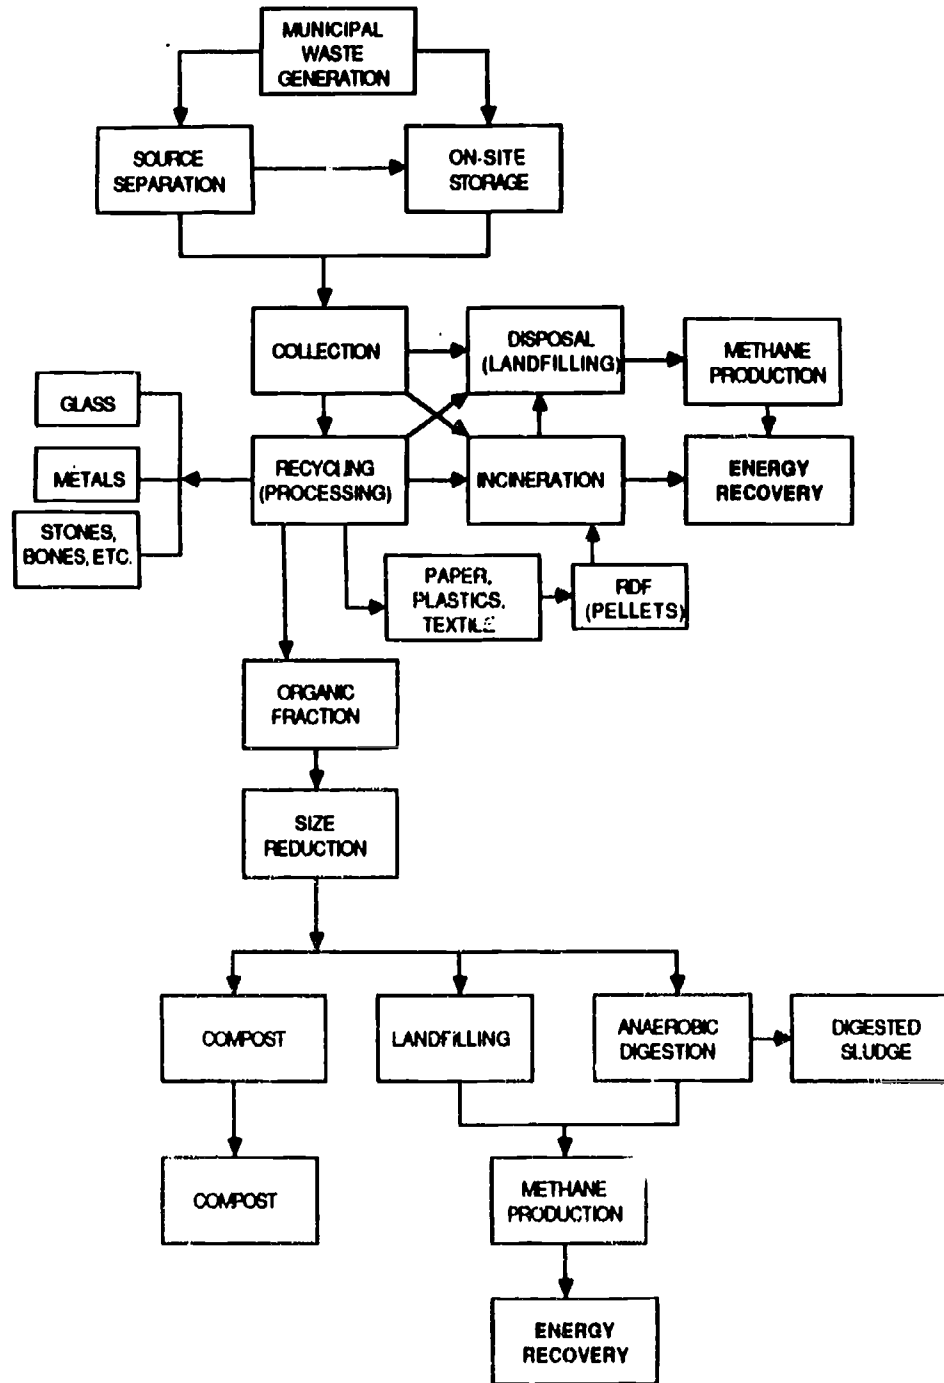 MUNICIPAL
WASTE
GENERATION
SOURCE
SEPARATION
ON-SITE
STORAGE
COLLECTION
DISPOSAL
(LANDFILLING)
METHANE
PRODUCTION
GLASS
METALS
STONES,
BONES, ETC.
RECYCLING
(PROCESSING)
INCINERATION
ENERGY
RECOVERY
PAPER,
PLASTICS,
TEXTILE
RDF
(PELLETS)
ORGANIC
FRACTION
SIZE
REDUCTION
COMPOST
LANDFILLING
ANAEROBIC
DIGESTION
DIGESTED
SLUDGE
COMPOST
METHANE
PRODUCTION
ENERGY
RECOVERY